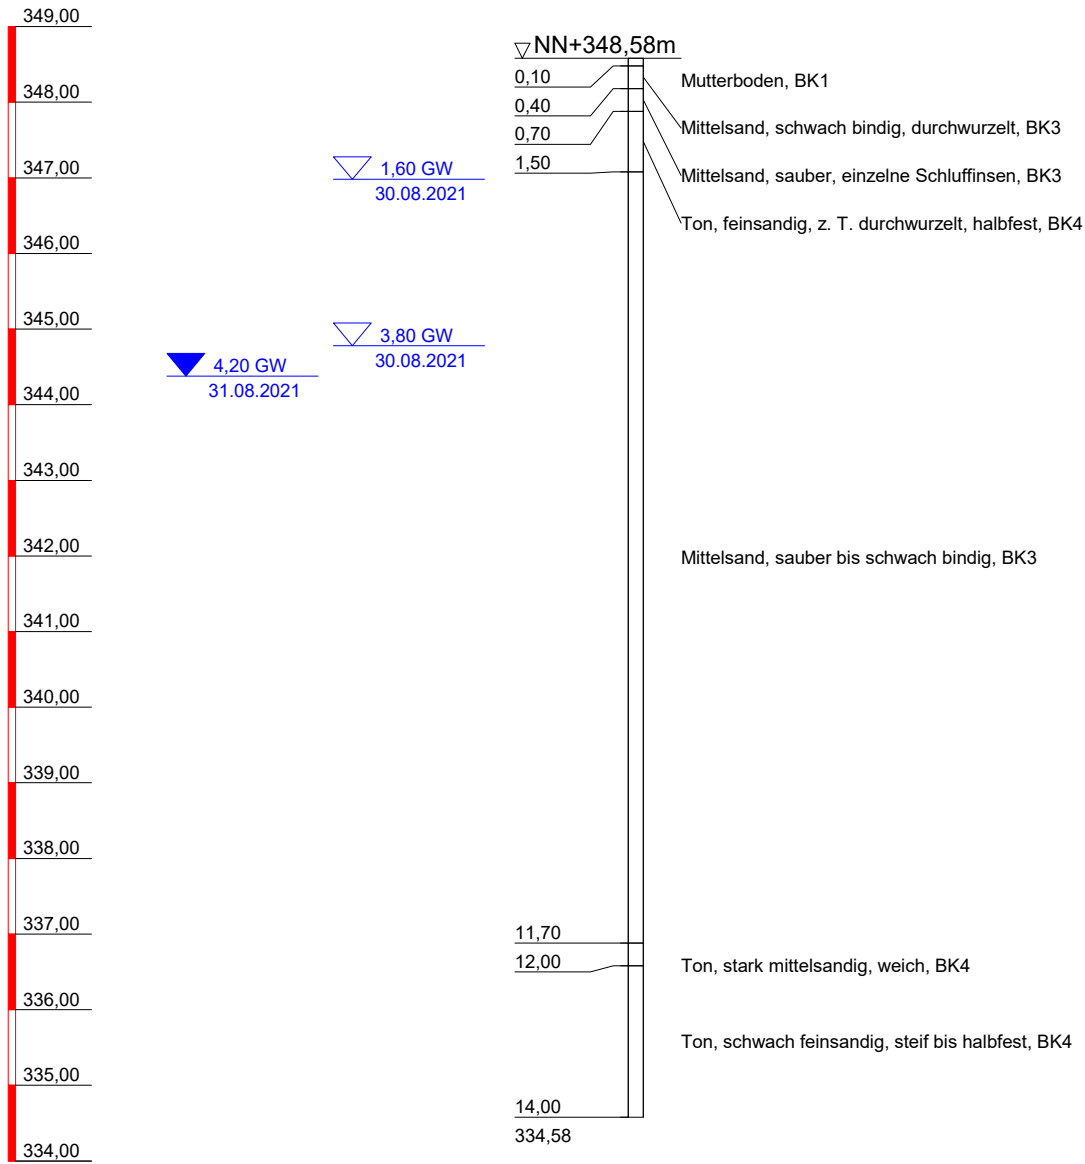 349,00
348,00
347,00
346,00
345,00
344,00
343,00
342,00
341,00
340,00
339,00
338,00
337,00
336,00
335,00
334,00
1,60 GW
30.08.2021
3,80 GW
30.08.2021
4,20 GW
31.08.2021
NN+348,58m
0,10
0,40
0,70
1,50
11,70
12,00
14,00
334,58
Mutterboden, BK1
Mittelsand, schwach bindig, durchwurzelt, BK3
Mittelsand, sauber, einzelne Schluffinsen, BK3
Ton, feinsandig, z. T. durchwurzelt, halbfest, BK4
Mittelsand, sauber bis schwach bindig, BK3
Ton, stark mittelsandig, weich, BK4
Ton, schwach feinsandig, steif bis halbfest, BK4